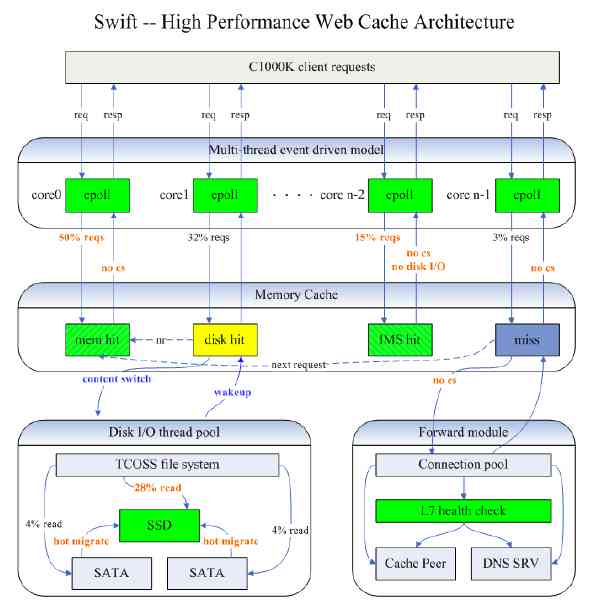 Swift -- High Performance Web Cache Architecture
C1000K client requests
req resp req resp req resp req resp
Multi-thread event driven model
core0 epoll core1 epoll · · · · core n-2 epoll core n-1 epoll
50% reqs 32% reqs 15% reqs 3% reqs
no cs
no cs no disk I/O no cs
Memory Cache
mem hit nr disk hit IMS hit miss
next request
content switch
wakeup
no cs
Disk I/O thread pool
TCOSS file system
28% read
4% read
4% read
SSD
hot migrate hot migrate
SATA SATA
Forward module
Connection pool
L7 health check
Cache Peer DNS SRV